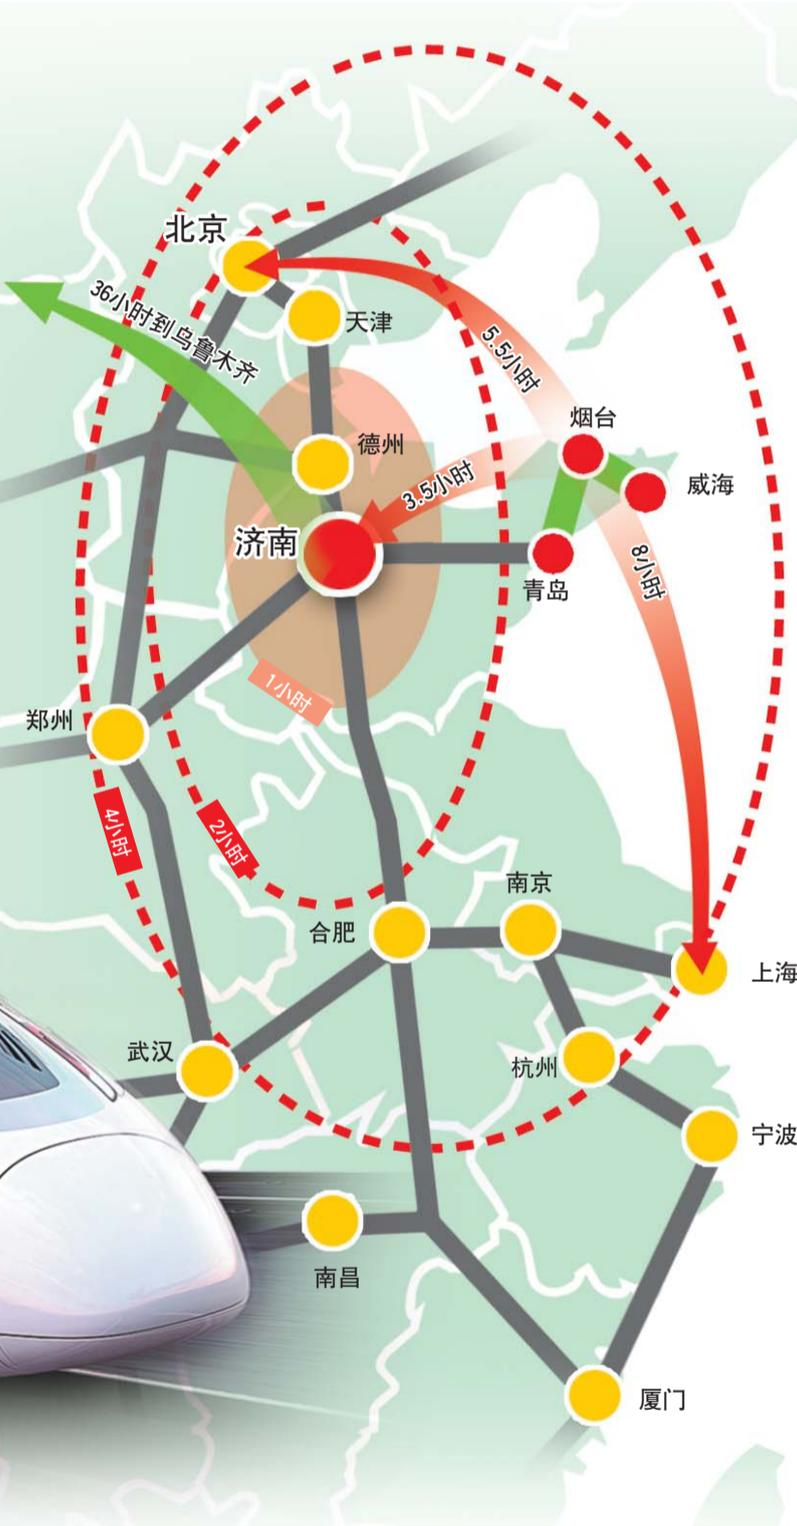 北京
天津
36小时到乌鲁木齐
5.5小时
烟台
德州
3.5小时
威海
济南
8小时
青岛
1小时
郑州
4小时
2小时
南京
合肥
上海
武汉
杭州
宁波
南昌
厦门